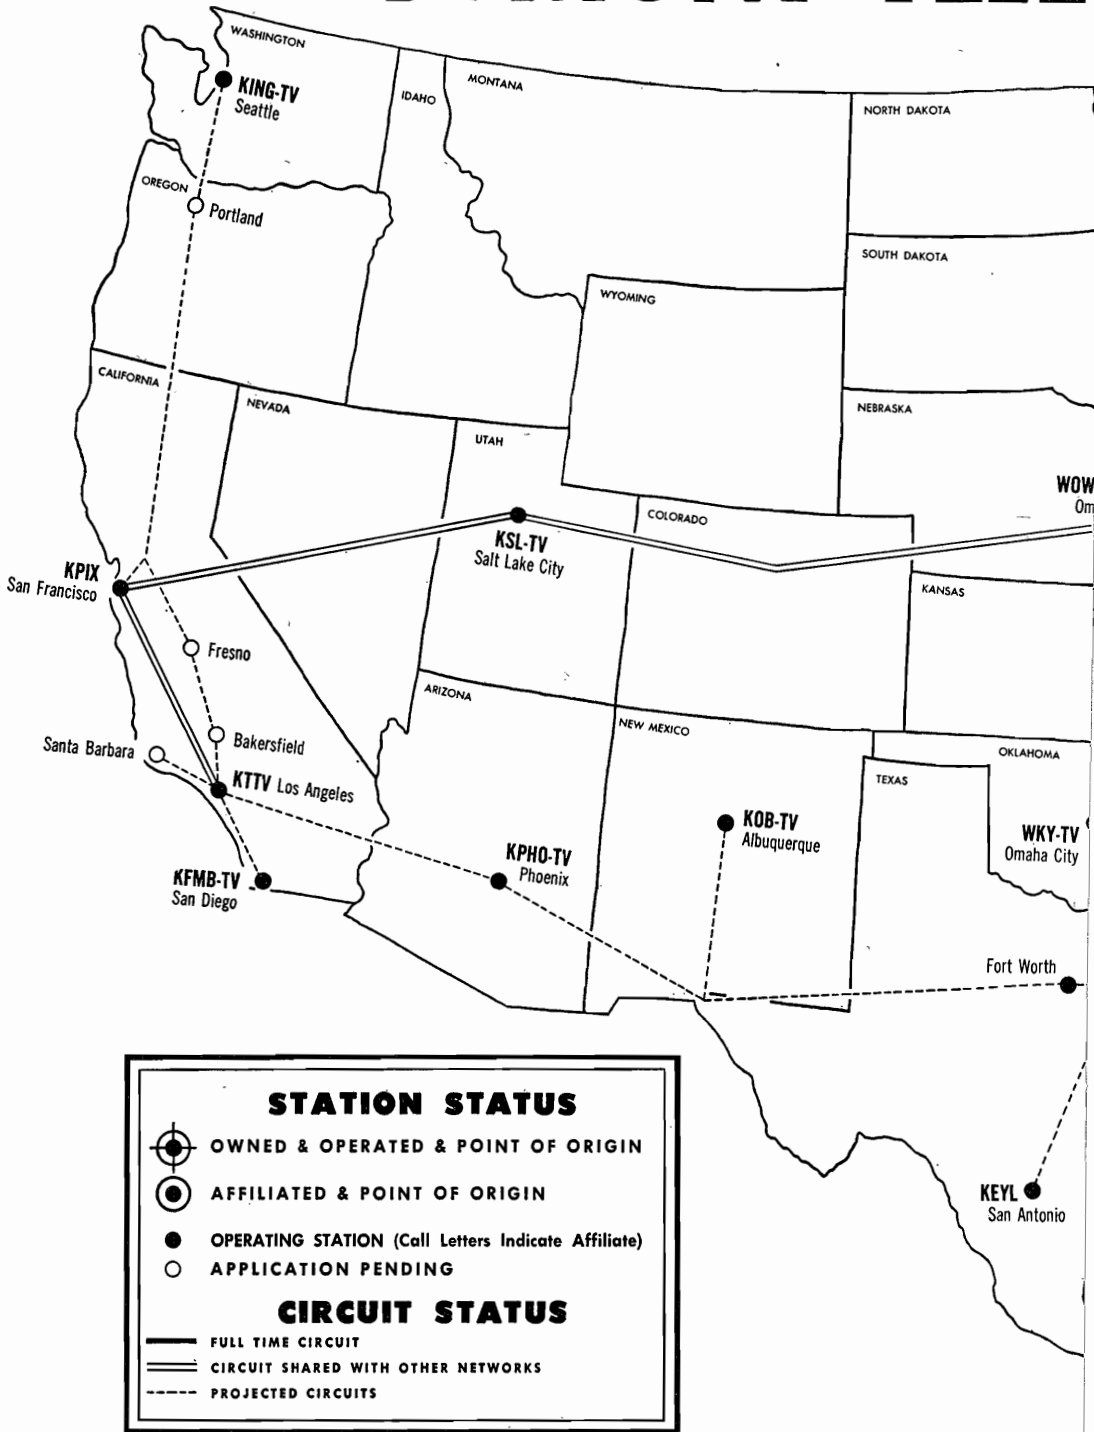 WASHINGTON
KING-TV
Seattle
IDAHO
MONTANA
NORTH DAKOTA
OREGON
Portland
SOUTH DAKOTA
WYOMING
CALIFORNIA
NEVADA
NEBRASKA
UTAH
WOW
Om
COLORADO
KSL-TV
Salt Lake City
KPIX
San Francisco
KANSAS
Fresno
ARIZONA
NEW MEXICO
Santa Barbara
Bakersfield
OKLAHOMA
KTTV Los Angeles
TEXAS
KOB-TV
Albuquerque
WKY-TV
Omaha City
KPHO-TV
Phoenix
KFMB-TV
San Diego
Fort Worth
KEYL
San Antonio
STATION STATUS
OWNED & OPERATED & POINT OF ORIGIN
AFFILIATED & POINT OF ORIGIN
OPERATING STATION (Call Letters Indicate Affiliate)
APPLICATION PENDING
CIRCUIT STATUS
FULL TIME CIRCUIT
CIRCUIT SHARED WITH OTHER NETWORKS
PROJECTED CIRCUITS